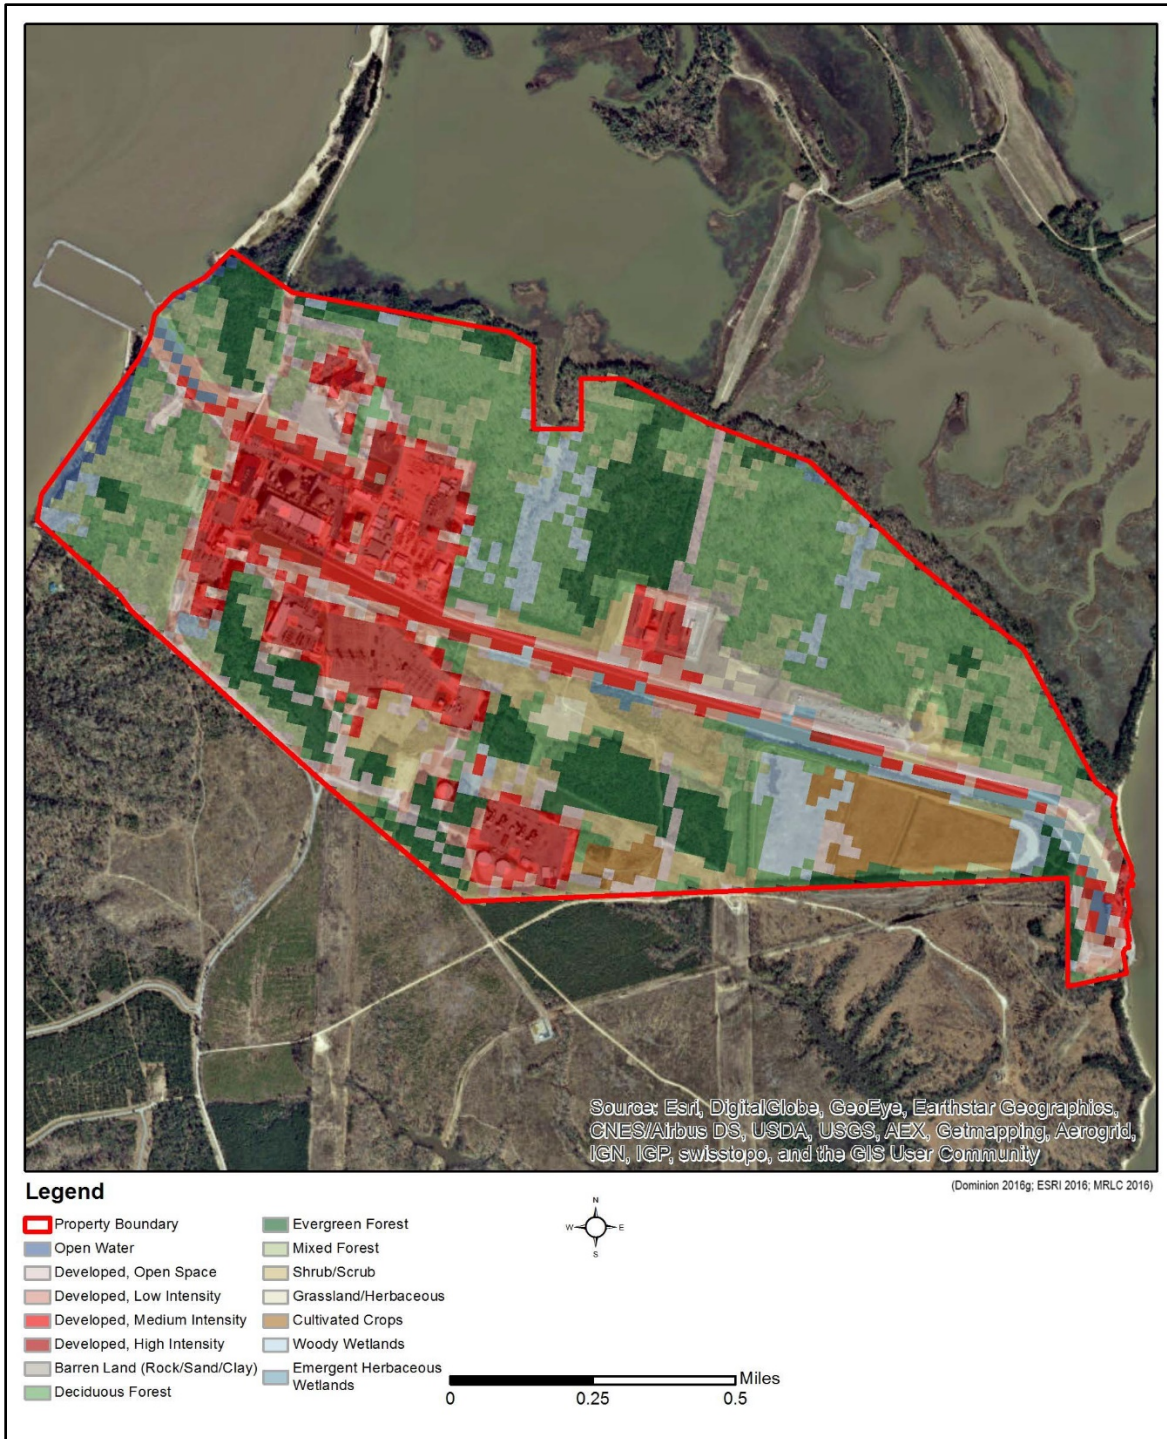 Source: Esri, DigitalGlobe, GeoEye, Earthstar Geographics,
CNES/Airbus DS, USDA, USGS, AEX, Getmapping, Aerogrid,
IGN, IGP, swisstopo, and the GIS User Community
(Dominion 2016g; ESRI 2016; MRLC 2016)
Legend
Property Boundary
Open Water
Developed, Open Space
Developed, Low Intensity
Developed, Medium Intensity
Developed, High Intensity
Barren Land (Rock/Sand/Clay)
Deciduous Forest
Evergreen Forest
Mixed Forest
Shrub/Scrub
Grassland/Herbaceous
Cultivated Crops
Woody Wetlands
Emergent Herbaceous
Wetlands
N
W E
S
Miles
0 0.25 0.5